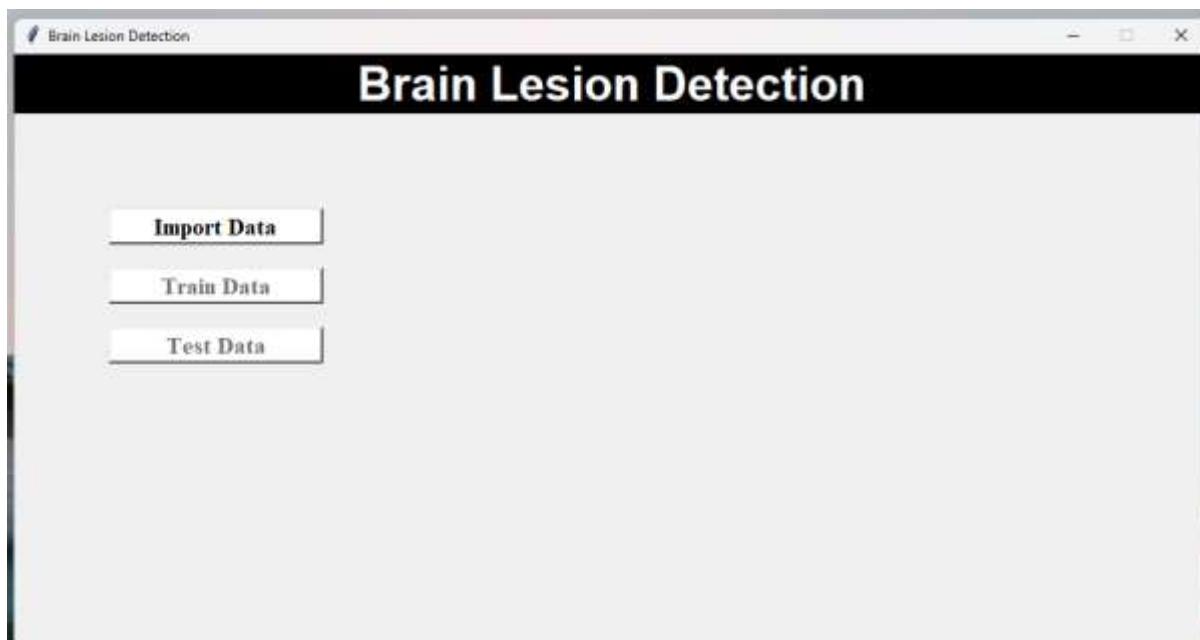 Brain Lesion Detection
Brain Lesion Detection
Import Data
Train Data
Test Data